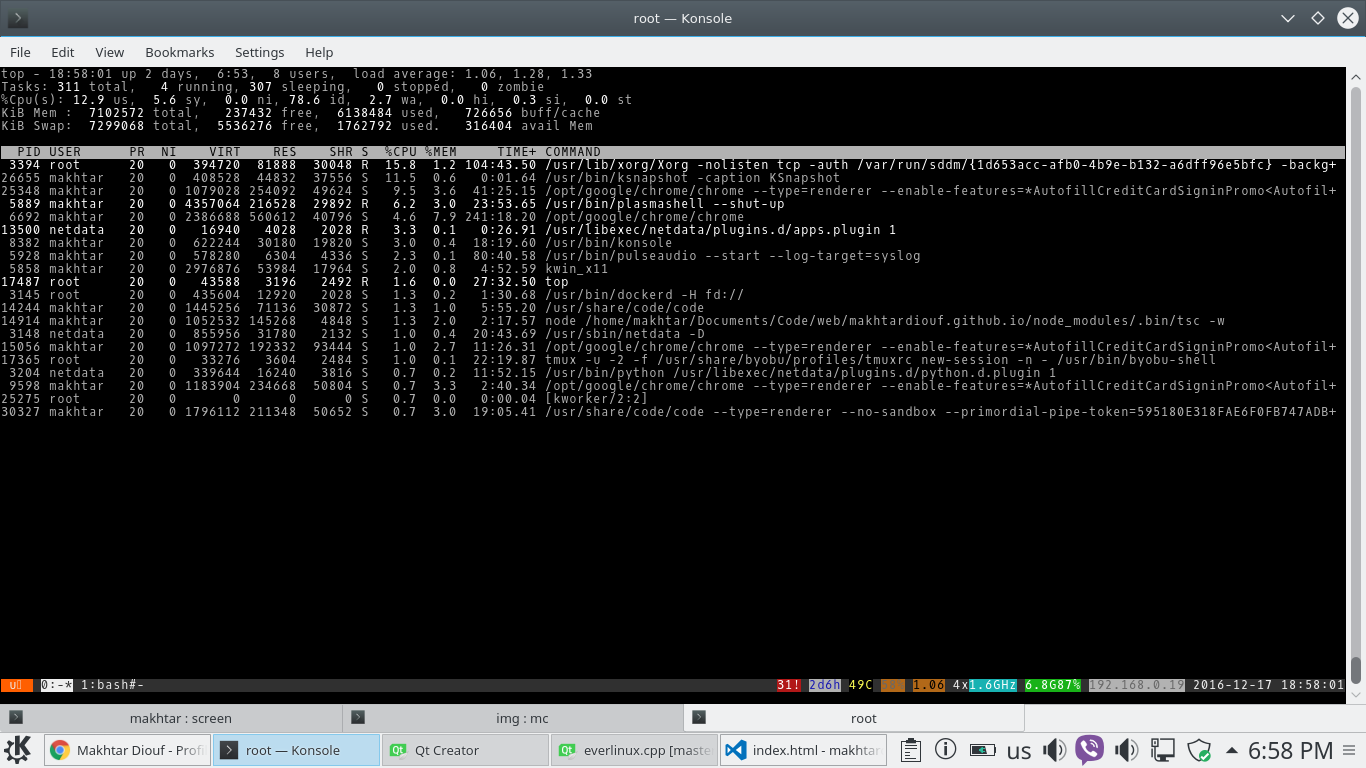 root — Konsole
File Edit View Bookmarks Settings Help
top - 18:58:01 up 2 days,  6:53,  8 users,  load average: 1.06, 1.28, 1.33
Tasks: 311 total,   4 running, 307 sleeping,   0 stopped,   0 zombie
%Cpu(s): 12.9 us,  5.6 sy,  0.0 ni, 78.6 id,  2.7 wa,  0.0 hi,  0.3 si,  0.0 st
KiB Mem :  7102572 total,   237432 free,  6138484 used,   726656 buff/cache
KiB Swap:  7299068 total,  5536276 free,  1762792 used.   316404 avail Mem
PID USER PR NI VIRT RES SHR S %CPU %MEM TIME+ COMMAND
3394 root 20 0 394720 81888 30048 R 15.8 1.2 104:43.50 /usr/lib/xorg/Xorg -nolisten tcp -auth /var/run/sddm/{1d653acc-afb0-4b9e-b132-a6dff96e5bfc} -backg+
26655 makhtar 20 0 408528 44832 37556 S 11.5 0.6 0:01.64 /usr/bin/ksnapshot -caption KSnapshot
25348 makhtar 20 0 1079028 254092 49624 S 9.5 3.6 41:25.15 /opt/google/chrome/chrome --type=renderer --enable-features=*AutofillCreditCardSigninPromo<Autofil+
5889 makhtar 20 0 4357064 216528 29892 R 6.2 3.0 23:53.65 /usr/bin/plasmashell --shut-up
6692 makhtar 20 0 2386688 560612 40796 S 4.6 7.9 241:18.20 /opt/google/chrome/chrome
13500 netdata 20 0 16940 4028 2028 R 3.3 0.1 0:26.91 /usr/libexec/netdata/plugins.d/apps.plugin 1
8382 makhtar 20 0 622244 30180 19820 S 3.0 0.4 18:19.60 /usr/bin/konsole
5928 makhtar 20 0 578280 6304 4336 S 2.3 0.1 80:40.58 /usr/bin/pulseaudio --start --log-target=syslog
5858 makhtar 20 0 2976876 53984 17964 S 2.0 0.8 4:52.59 kwin_x11
17487 root 20 0 43588 3196 2492 R 1.6 0.0 27:32.50 top
3145 root 20 0 435604 12920 2028 S 1.3 0.2 1:30.68 /usr/bin/dockerd -H fd://
14244 makhtar 20 0 1445256 71136 30872 S 1.3 1.0 5:55.20 /usr/share/code/code
14914 makhtar 20 0 1052532 145268 4848 S 1.3 2.0 2:17.57 node /home/makhtar/Documents/Code/web/makhtardiouf.github.io/node_modules/.bin/tsc -w
3148 netdata 20 0 855956 31780 2132 S 1.0 0.4 20:43.69 /usr/sbin/netdata -D
15056 makhtar 20 0 1097272 192332 93444 S 1.0 2.7 11:26.31 /opt/google/chrome/chrome --type=renderer --enable-features=*AutofillCreditCardSigninPromo<Autofil+
17365 root 20 0 33276 3604 2484 S 1.0 0.1 22:19.87 tmux -u -2 -f /usr/share/byobu/profiles/tmuxrc new-session -n - /usr/bin/byobu-shell
3204 netdata 20 0 339644 16240 3816 S 0.7 0.2 11:52.15 /usr/bin/python /usr/libexec/netdata/plugins.d/python.d.plugin 1
9598 makhtar 20 0 1183904 234668 50804 S 0.7 3.3 2:40.34 /opt/google/chrome/chrome --type=renderer --enable-features=*AutofillCreditCardSigninPromo<Autofil+
25275 root 20 0 0 0 0 S 0.7 0.0 0:00.04 [kworker/2:2]
30327 makhtar 20 0 1796112 211348 50652 S 0.7 3.0 19:05.41 /usr/share/code/code --type=renderer --no-sandbox --primordial-pipe-token=595180E318FAE6F0FB747ADB+
0:-* 1:bash#- 31! 2d6h 49C 1.06 4x1.6GHz 6.8G87% 192.168.0.19 2016-12-17 18:58:01
makhtar : screen img : mc root
Makhtar Diouf - Profi root — Konsole Qt Creator everlinux.cpp [maste index.html - makhtar us 6:58 PM